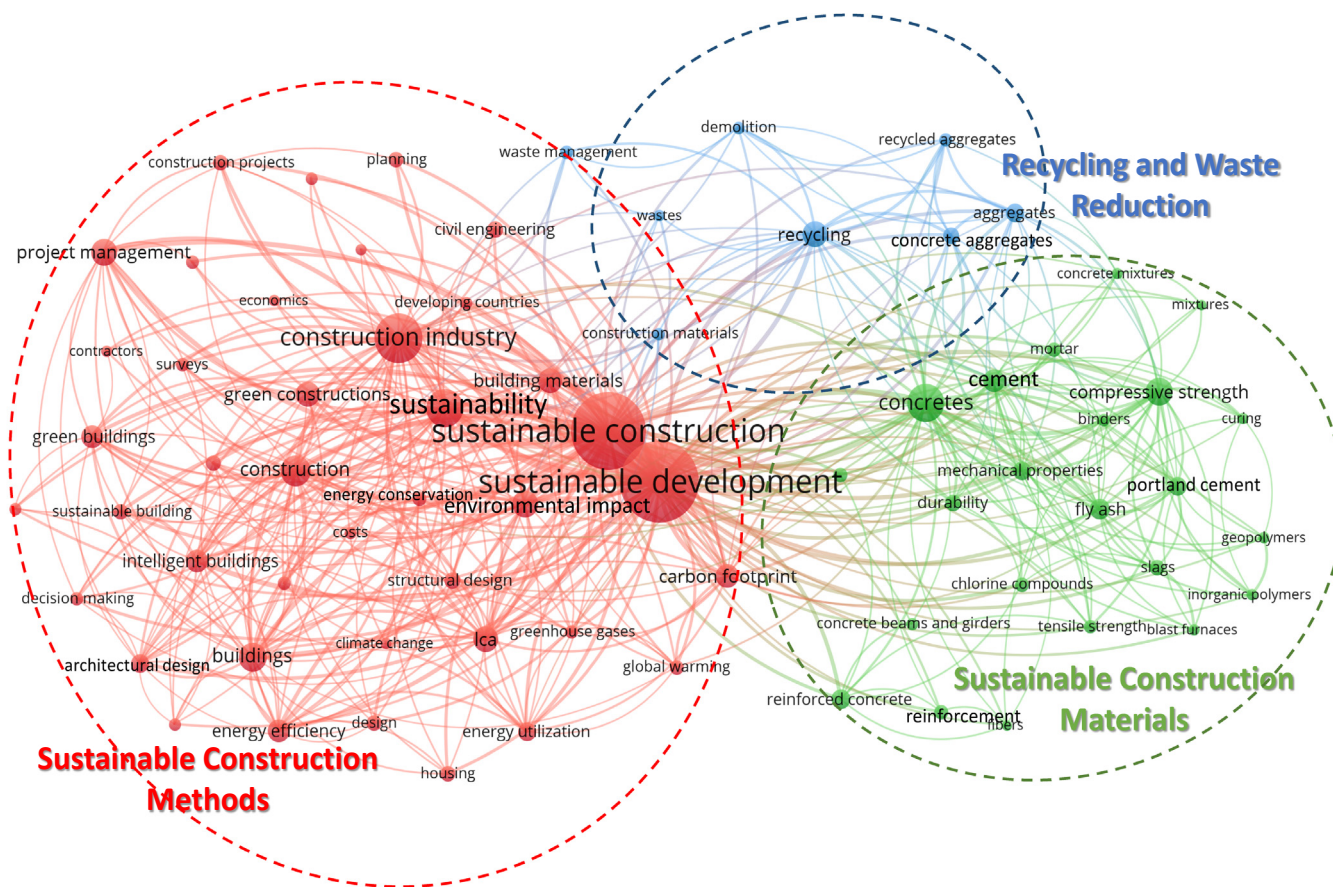 demolition
recycled aggregates
waste management
construction projects
planning
Recycling and Waste
Reduction
wastes
aggregates
civil engineering
recycling
concrete aggregates
project management
concrete mixtures
economics
developing countries
mixtures
construction materials
construction industry
contractors
mortar
surveys
building materials
cement
green constructions
compressive strength
sustainability
concretes
binders
curing
sustainable construction
green buildings
construction
mechanical properties
sustainable development
portland cement
energy conservation
environmental impact
durability
fly ash
sustainable building
costs
geopolymers
intelligent buildings
slags
carbon footprint
structural design
chlorine compounds
inorganic polymers
decision making
concrete beams and girders
tensile strength
blast furnaces
greenhouse gases
climate change
lca
buildings
architectural design
global warming
Sustainable Construction
Materials
reinforced concrete
reinforcement
fibers
design
energy efficiency
energy utilization
housing
Sustainable Construction
Methods